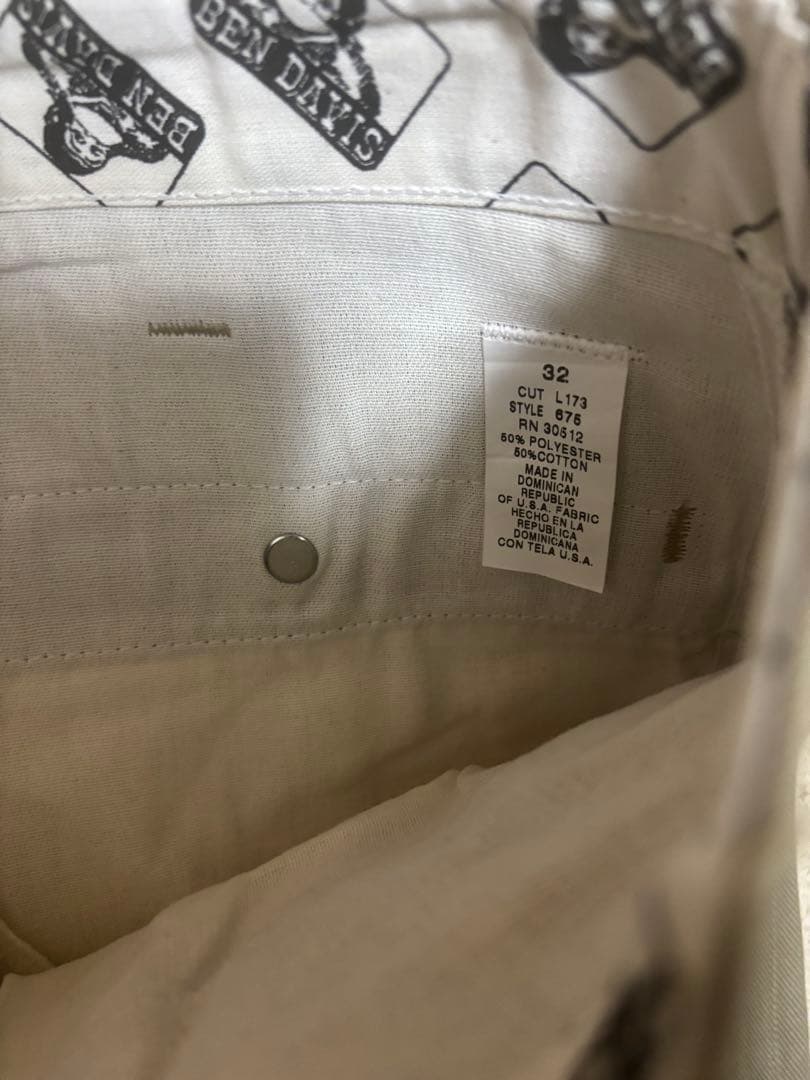 BEN DAVIS
BEN DAVIS
BEN
32
CUT L173
STYLE 675
RN 30512
50% POLYESTER
50%COTTON
MADE IN
DOMINICAN
REPUBLIC
OF U.S.A. FABRIC
HECHO EN LA
REPUBLICA
DOMINICANA
CON TELA U.S.A.